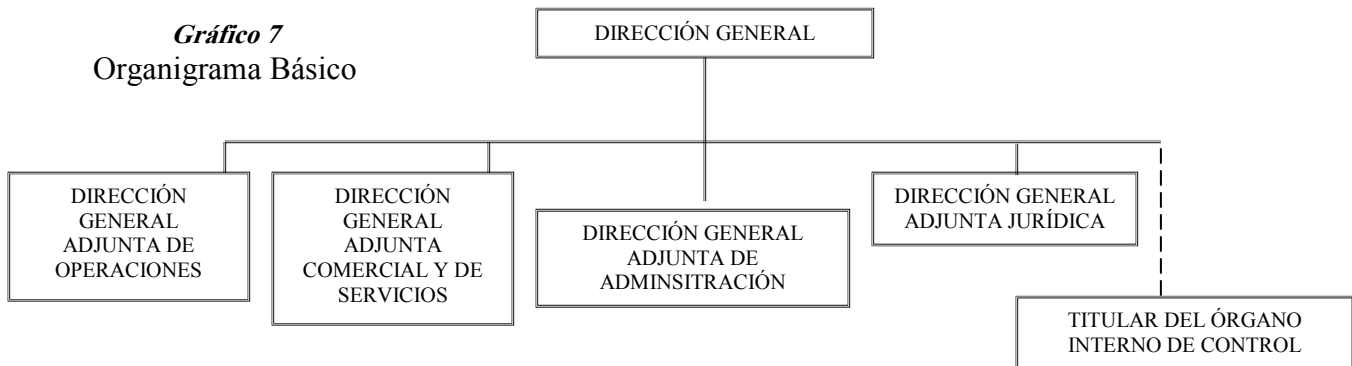 Gráfico 7
Organigrama Básico
DIRECCIÓN GENERAL
DIRECCIÓN
GENERAL
ADJUNTA DE
OPERACIONES
DIRECCIÓN
GENERAL
ADJUNTA
COMERCIAL Y DE
SERVICIOS
DIRECCIÓN GENERAL
ADJUNTA DE
ADMINSITRACIÓN
DIRECCIÓN GENERAL
ADJUNTA JURÍDICA
TITULAR DEL ÓRGANO
INTERNO DE CONTROL